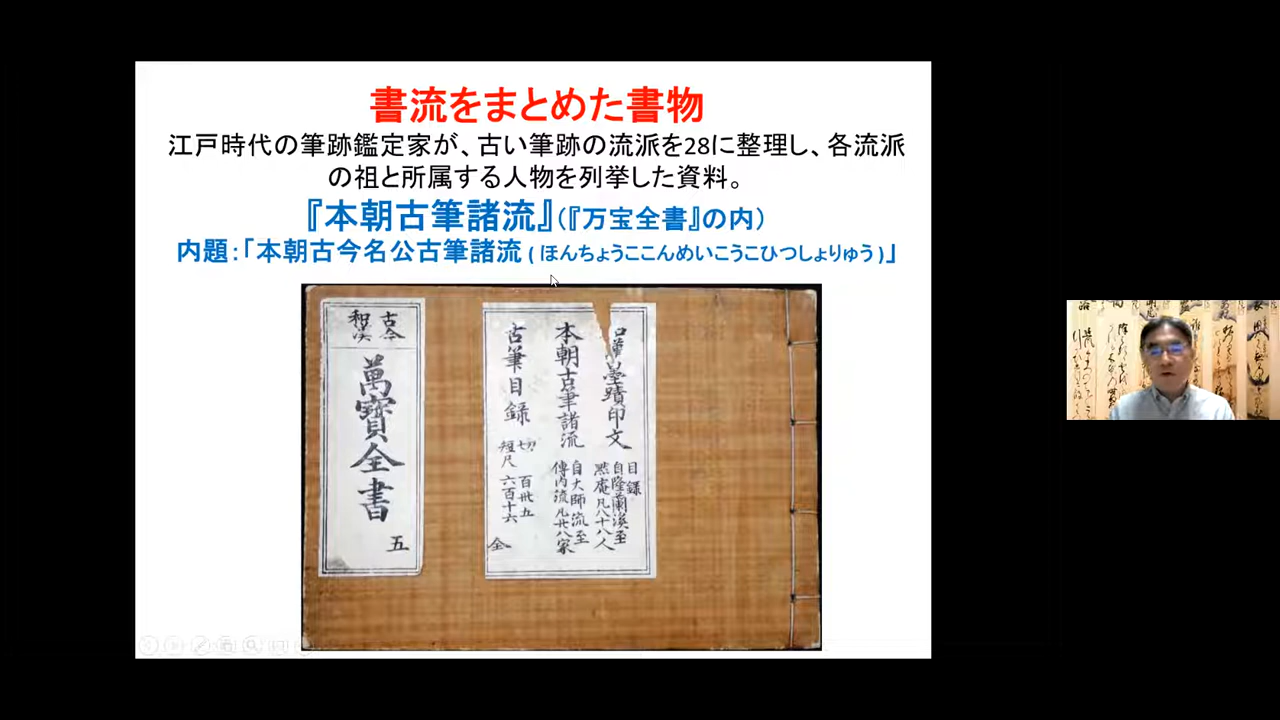 書流をまとめた書物
江戸時代の筆跡鑑定家が、古い筆跡の流派を28に整理し、各流派
の祖と所属する人物を列挙した資料。
『本朝古筆諸流』(『万宝全書』の内)
内題:「本朝古今名公古筆諸流 ( ほんちょうここんめいこうこひつしょりゅう )」
墨蹟印文
目録
自隆蘭溪至
黙庵凡八十八人
本朝古筆諸流
自大師流至
傳内流凡廿八家
古筆目録
切 百卅五
短尺 六百十六
全
古今
和漢
萬寳全書
五